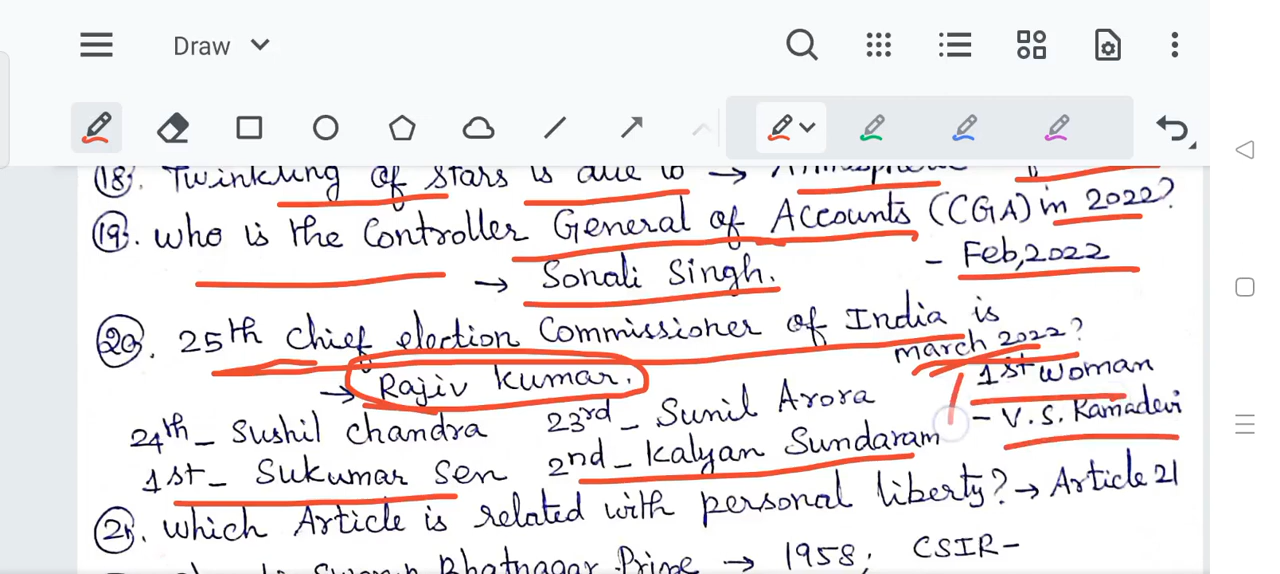 Draw
(18). Twinkling of stars is due to →
(19). Who is the Controller General of Accounts (CGA) in 2022?
→ Sonali Singh. - Feb, 2022
(20). 25th Chief election Commissioner of India is
march 2022?
→ Rajiv Kumar. 1st woman
24th - Sushil Chandra 23rd - Sunil Arora - V.S. Ramadevi
1st - Sukumar Sen 2nd - Kalyan Sundaram
(21). Which Article is related with personal liberty? → Article 21
Bhatnagar Prize → 1958; CSIR-